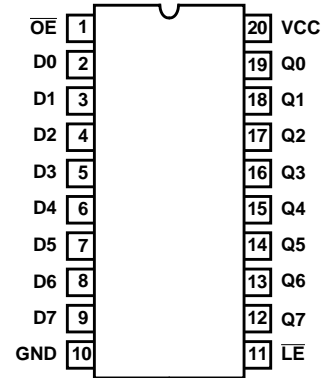 O̅E̅ 1 20 VCC
D0 2 19 Q0
D1 3 18 Q1
D2 4 17 Q2
D3 5 16 Q3
D4 6 15 Q4
D5 7 14 Q5
D6 8 13 Q6
D7 9 12 Q7
GND 10 11 L̅E̅